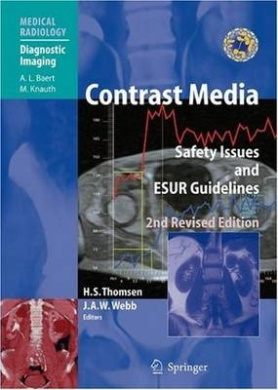 MEDICAL
RADIOLOGY
Diagnostic
Imaging
A. L. Baert
M. Knauth
Contrast Media
Safety Issues
and
ESUR Guidelines
2nd Revised Edition
H.S. Thomsen
J.A.W. Webb
Editors
Springer